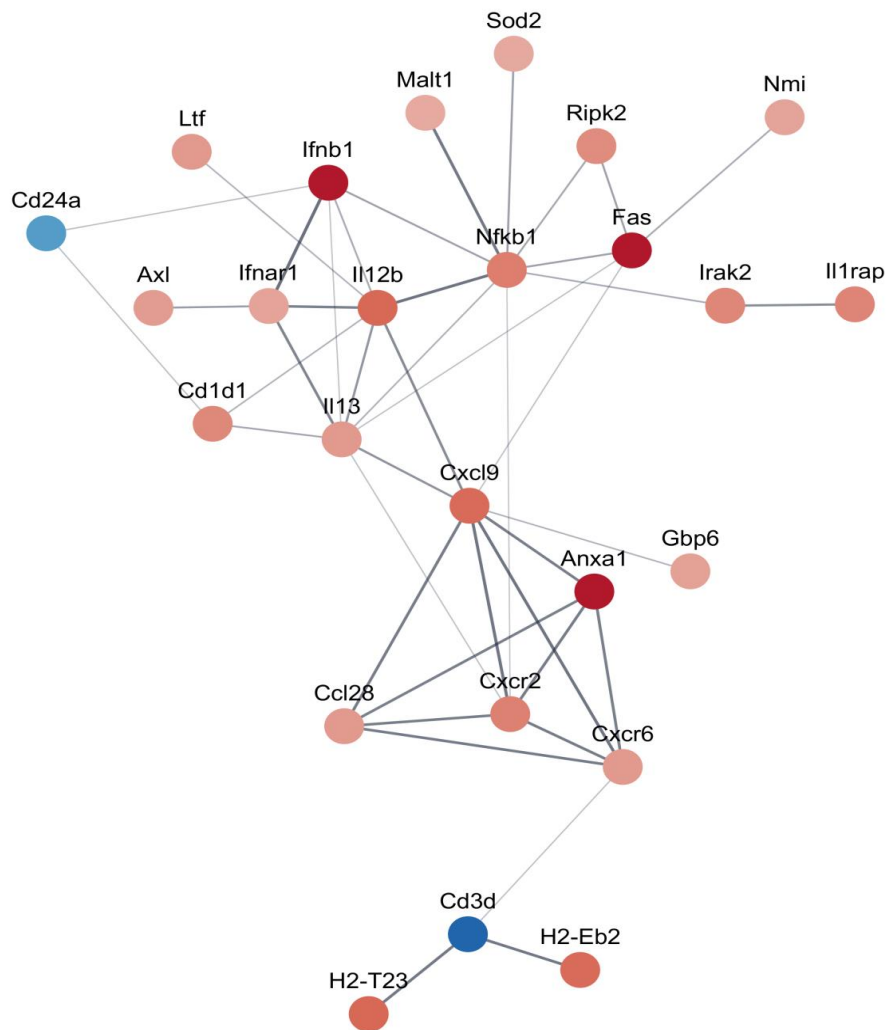 Sod2
Malt1
Nmi
Ripk2
Ltf
Ifnb1
Cd24a
Fas
Nfkb1
Axl
Ifnar1
Il12b
Irak2
Il1rap
Cd1d1
Il13
Cxcl9
Gbp6
Anxa1
Ccl28
Cxcr2
Cxcr6
Cd3d
H2-Eb2
H2-T23